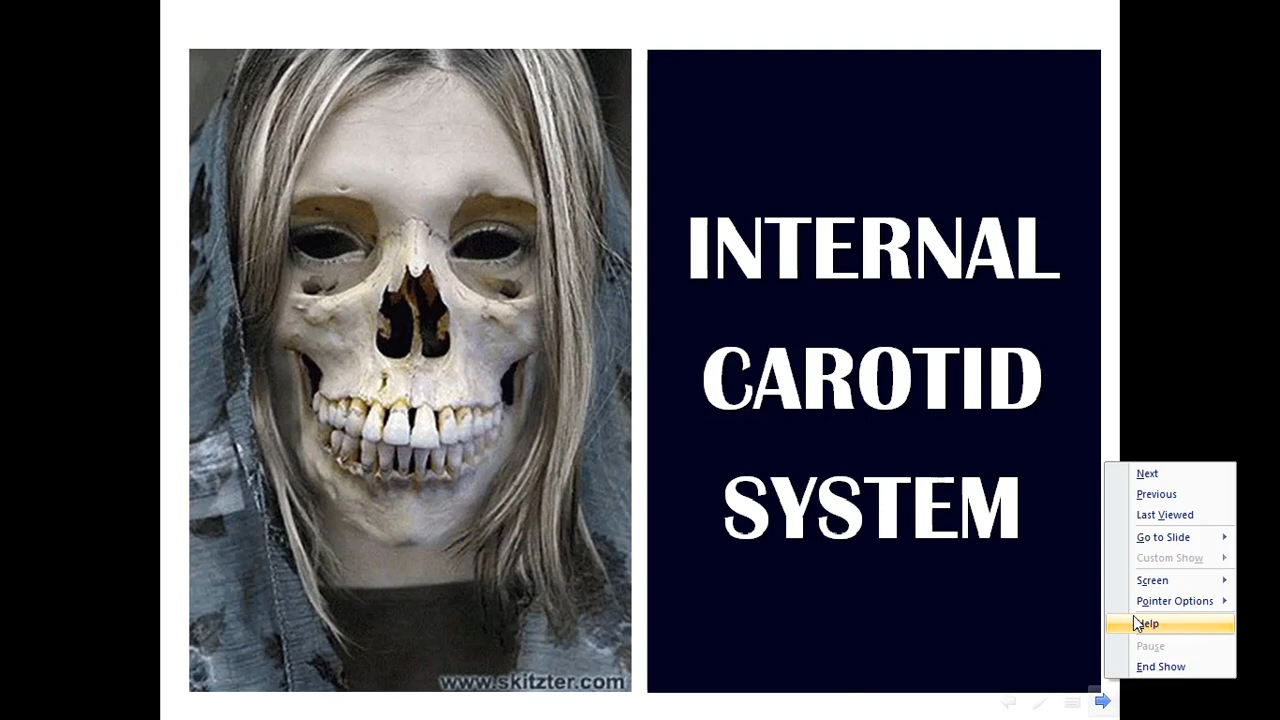 INTERNAL
CAROTID
SYSTEM
www.skitzter.com
Next
Previous
Last Viewed
Go to Slide
Custom Show
Screen
Pointer Options
Help
Pause
End Show